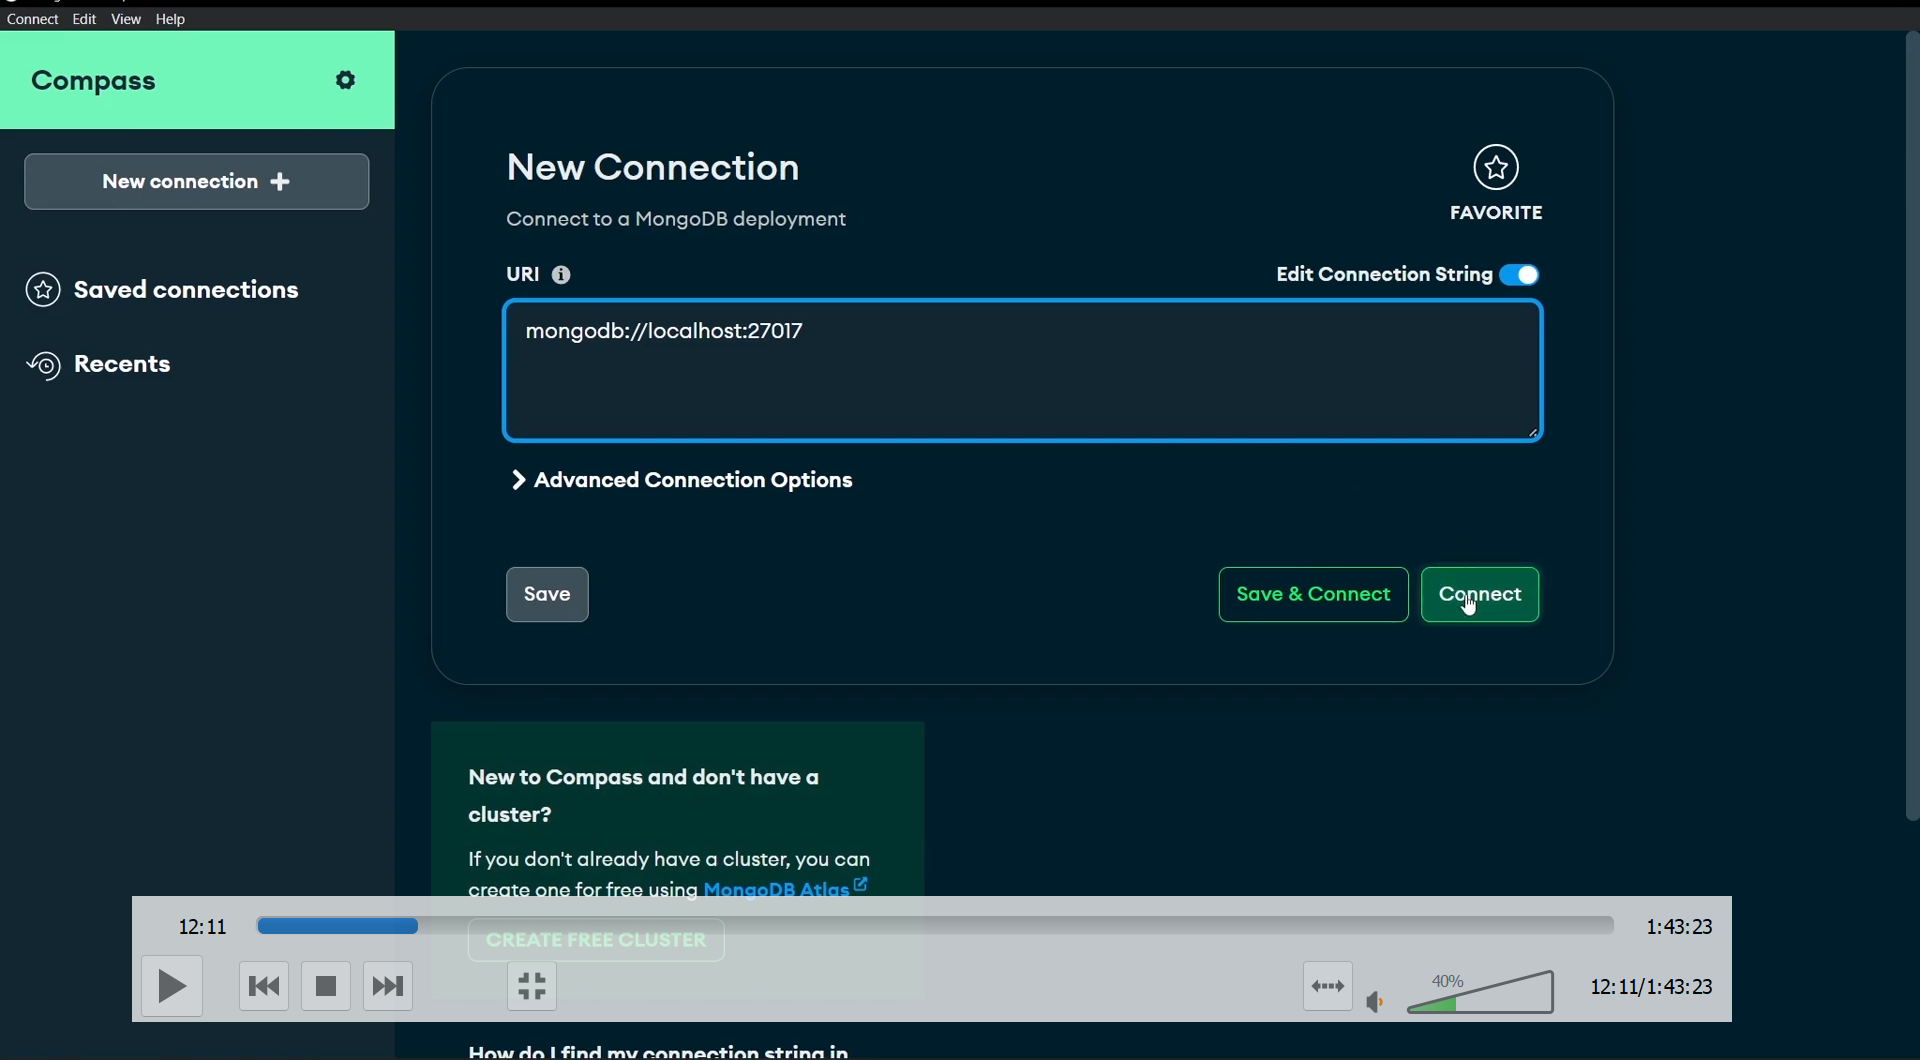 Connect Edit View Help
Compass
New connection
Saved connections
Recents
New Connection
Connect to a MongoDB deployment
FAVORITE
URI
Edit Connection String
mongodb://localhost:27017
Advanced Connection Options
Save
Save & Connect
Connect
New to Compass and don't have a
cluster?
If you don't already have a cluster, you can
create one for free using MongoDB Atlas
CREATE FREE CLUSTER
12:11
1:43:23
40%
12:11/1:43:23
How do I find my connection string in